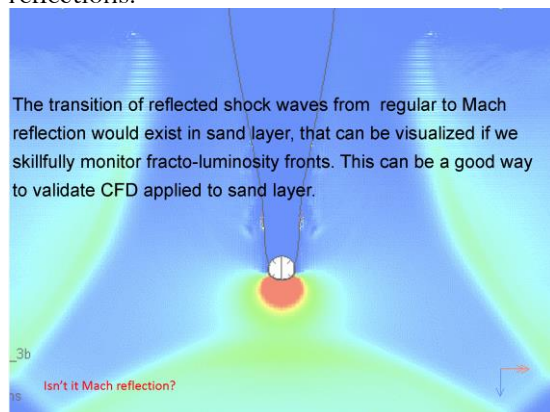 reflections.
The transition of reflected shock waves from regular to Mach
reflection would exist in sand layer, that can be visualized if we
skillfully monitor fracto-luminosity fronts. This can be a good way
to validate CFD applied to sand layer.
_3b
Isn't it Mach reflection?